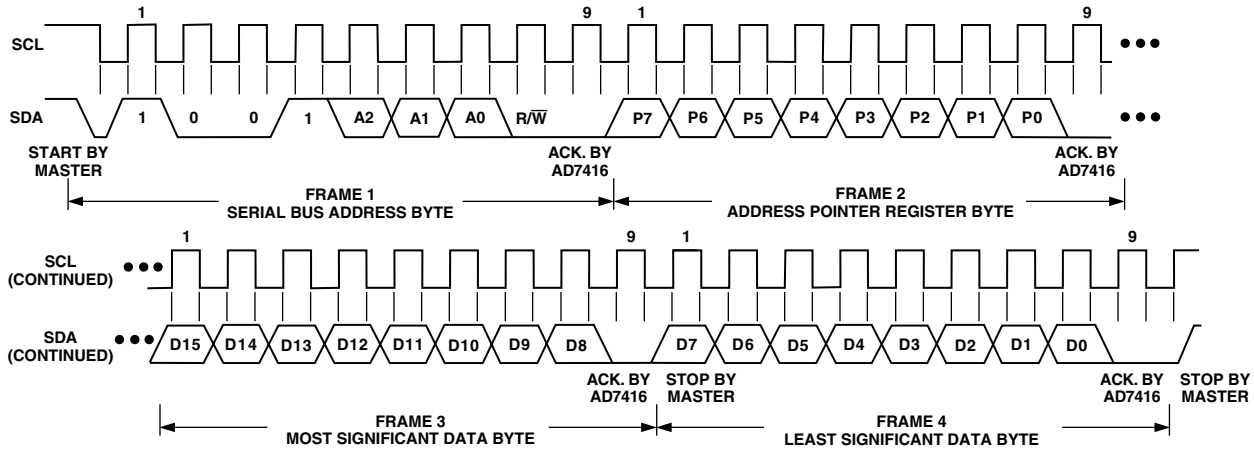 1 9 1 9
SCL
SDA 1 0 0 1 A2 A1 A0 R/W̅ P7 P6 P5 P4 P3 P2 P1 P0
START BY MASTER
ACK. BY AD7416
ACK. BY AD7416
FRAME 1
SERIAL BUS ADDRESS BYTE
FRAME 2
ADDRESS POINTER REGISTER BYTE
1 9 1 9
SCL
(CONTINUED)
SDA
(CONTINUED)
D15 D14 D13 D12 D11 D10 D9 D8 D7 D6 D5 D4 D3 D2 D1 D0
ACK. BY AD7416
STOP BY MASTER
ACK. BY AD7416
STOP BY MASTER
FRAME 3
MOST SIGNIFICANT DATA BYTE
FRAME 4
LEAST SIGNIFICANT DATA BYTE